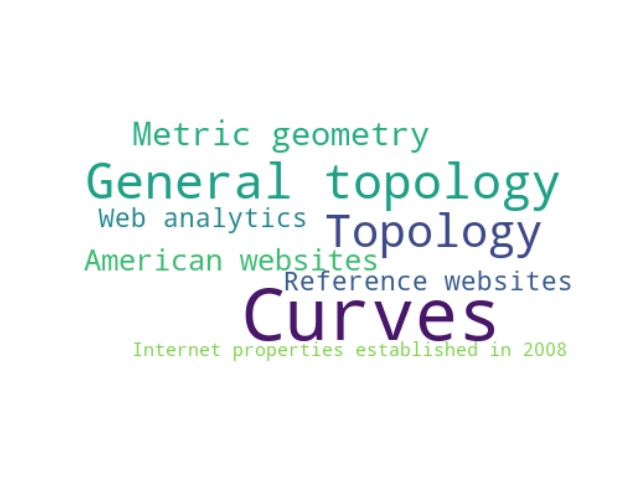 Metric geometry
General topology
Web analytics
Topology
American websites
Reference websites
Curves
Internet properties established in 2008